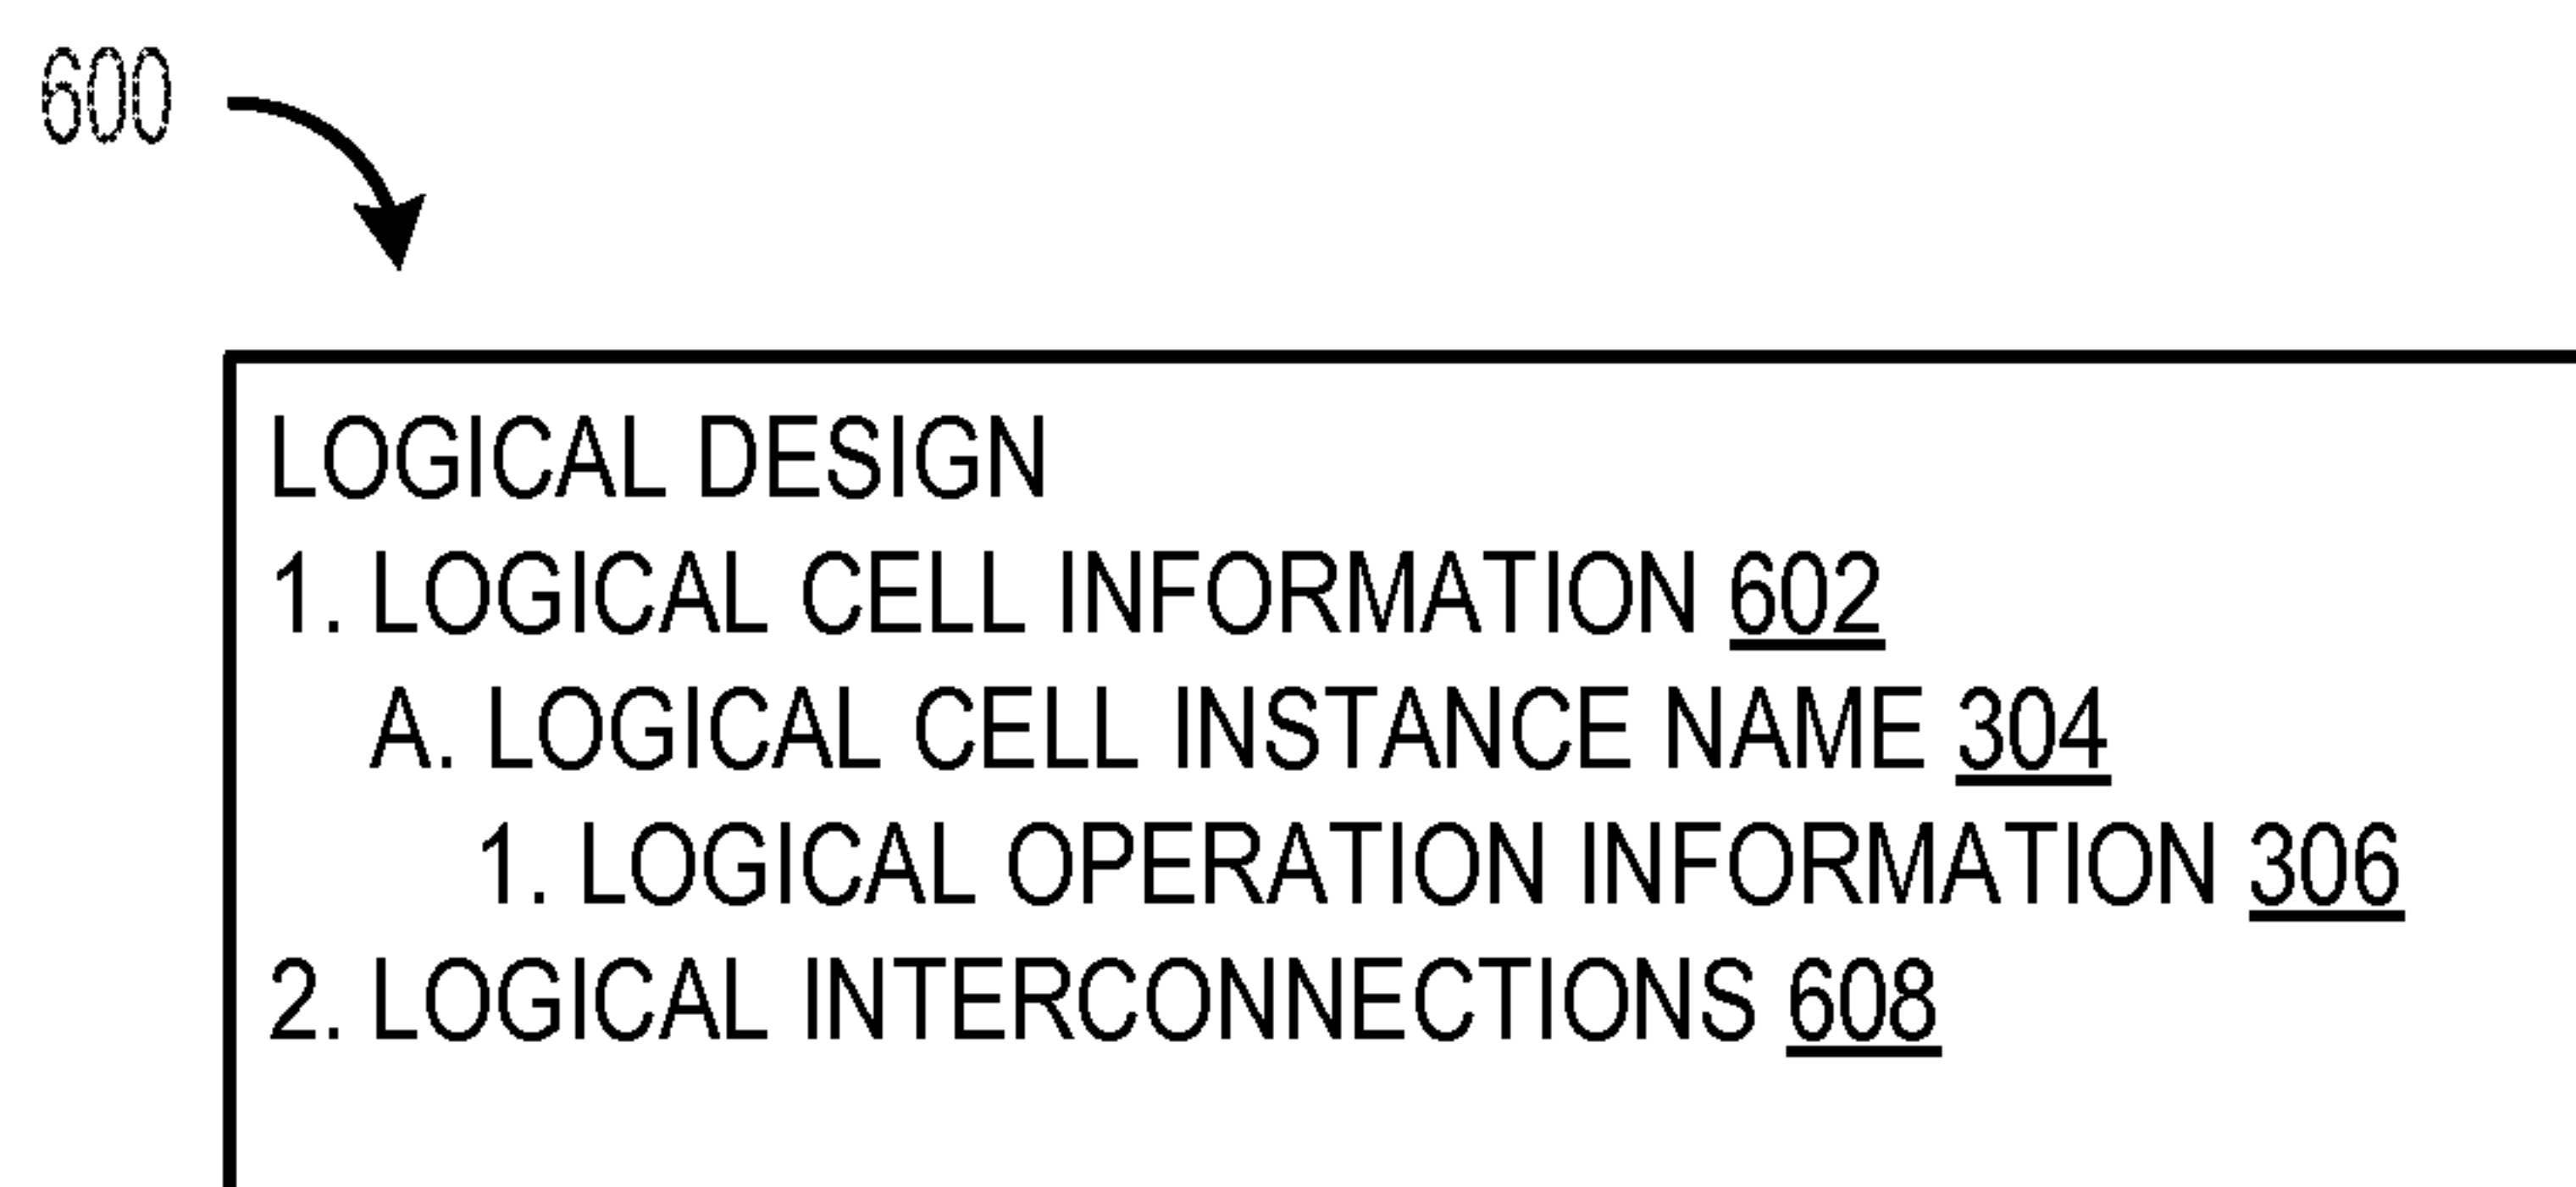 600
LOGICAL DESIGN
1. LOGICAL CELL INFORMATION 602
A. LOGICAL CELL INSTANCE NAME 304
1. LOGICAL OPERATION INFORMATION 306
2. LOGICAL INTERCONNECTIONS 608